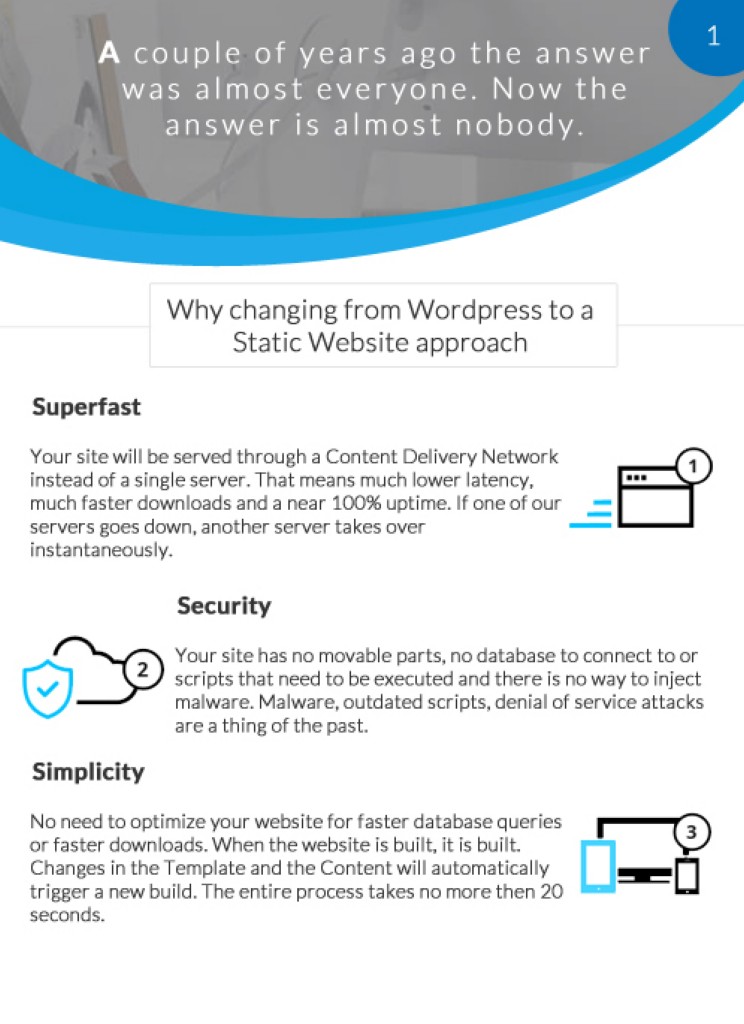 1
A couple of years ago the answer
was almost everyone. Now the
answer is almost nobody.
Why changing from Wordpress to a
Static Website approach
Superfast
Your site will be served through a Content Delivery Network
instead of a single server. That means much lower latency,
much faster downloads and a near 100% uptime. If one of our
servers goes down, another server takes over
instantaneously.
1
Security
2
Your site has no movable parts, no database to connect to or
scripts that need to be executed and there is no way to inject
malware. Malware, outdated scripts, denial of service attacks
are a thing of the past.
Simplicity
No need to optimize your website for faster database queries
or faster downloads. When the website is built, it is built.
Changes in the Template and the Content will automatically
trigger a new build. The entire process takes no more then 20
seconds.
3